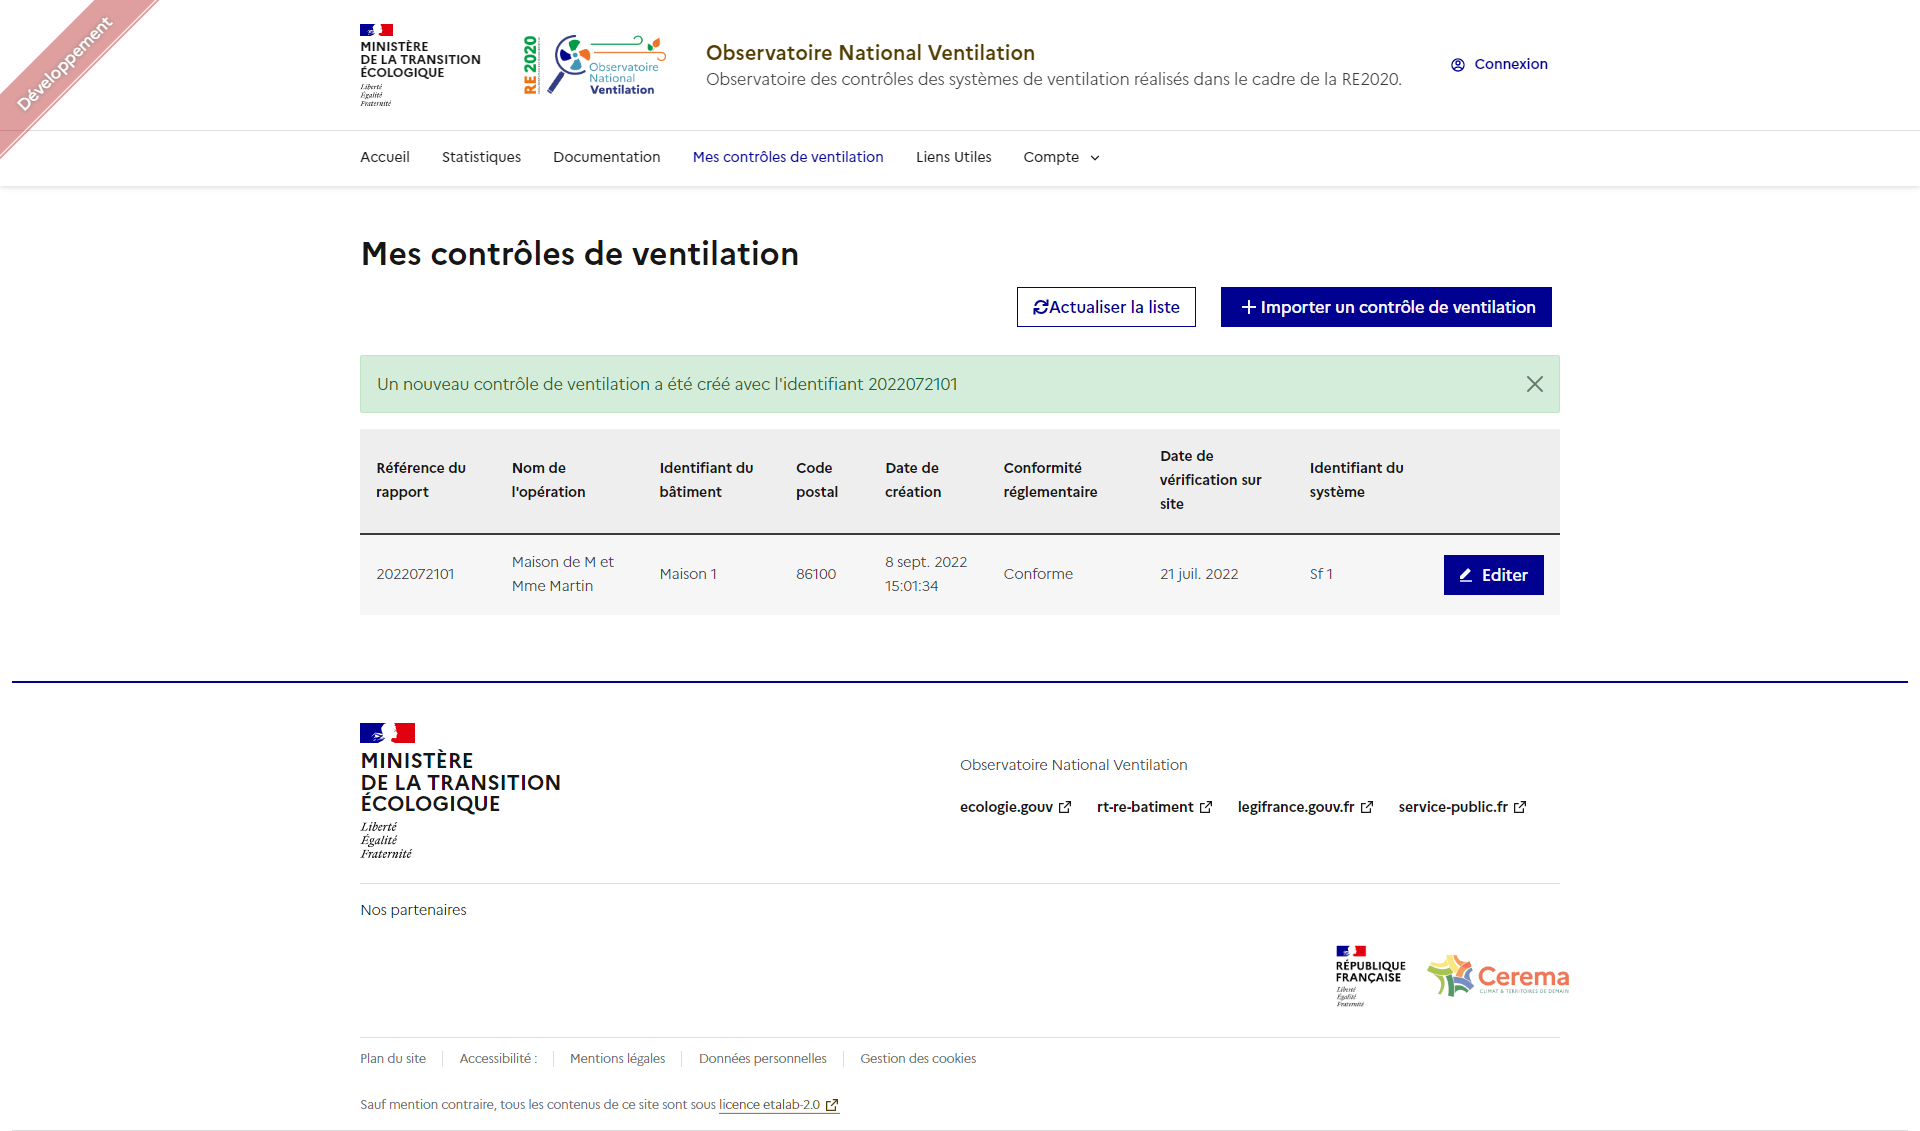 Développement
MINISTÈRE
DE LA TRANSITION
ÉCOLOGIQUE
Liberté
Égalité
Fraternité
RE2020
Observatoire
National
Ventilation
Observatoire National Ventilation
Observatoire des contrôles des systèmes de ventilation réalisés dans le cadre de la RE2020.
Connexion
Accueil Statistiques Documentation Mes contrôles de ventilation Liens Utiles Compte
Mes contrôles de ventilation
Actualiser la liste
Importer un contrôle de ventilation
Un nouveau contrôle de ventilation a été créé avec l'identifiant 2022072101
Référence du rapport Nom de l'opération Identifiant du bâtiment Code postal Date de création Conformité réglementaire Date de vérification sur site Identifiant du système
2022072101 Maison de M et Mme Martin Maison 1 86100 8 sept. 2022 15:01:34 Conforme 21 juil. 2022 Sf 1 Editer
MINISTÈRE
DE LA TRANSITION
ÉCOLOGIQUE
Liberté
Égalité
Fraternité
Observatoire National Ventilation
ecologie.gouv rt-re-batiment legifrance.gouv.fr service-public.fr
Nos partenaires
RÉPUBLIQUE
FRANÇAISE
Liberté
Égalité
Fraternité
Cerema
CLIMAT & TERRITOIRES DE DEMAIN
Plan du site Accessibilité : Mentions légales Données personnelles Gestion des cookies
Sauf mention contraire, tous les contenus de ce site sont sous licence etalab-2.0